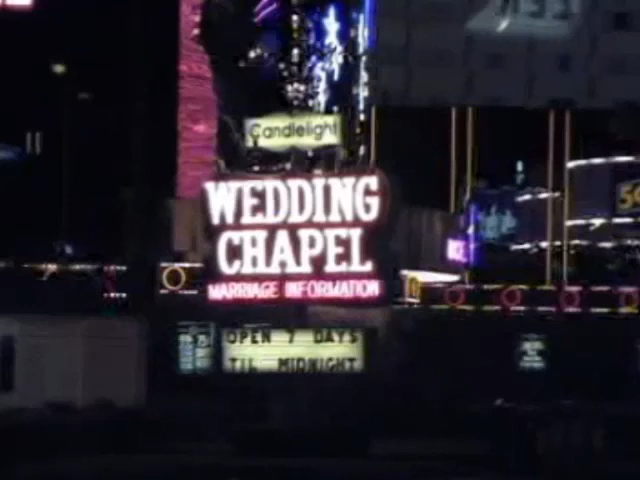 Candlelight
WEDDING
CHAPEL
MARRIAGE INFORMATION
OPEN 7 DAYS
TIL MIDNIGHT